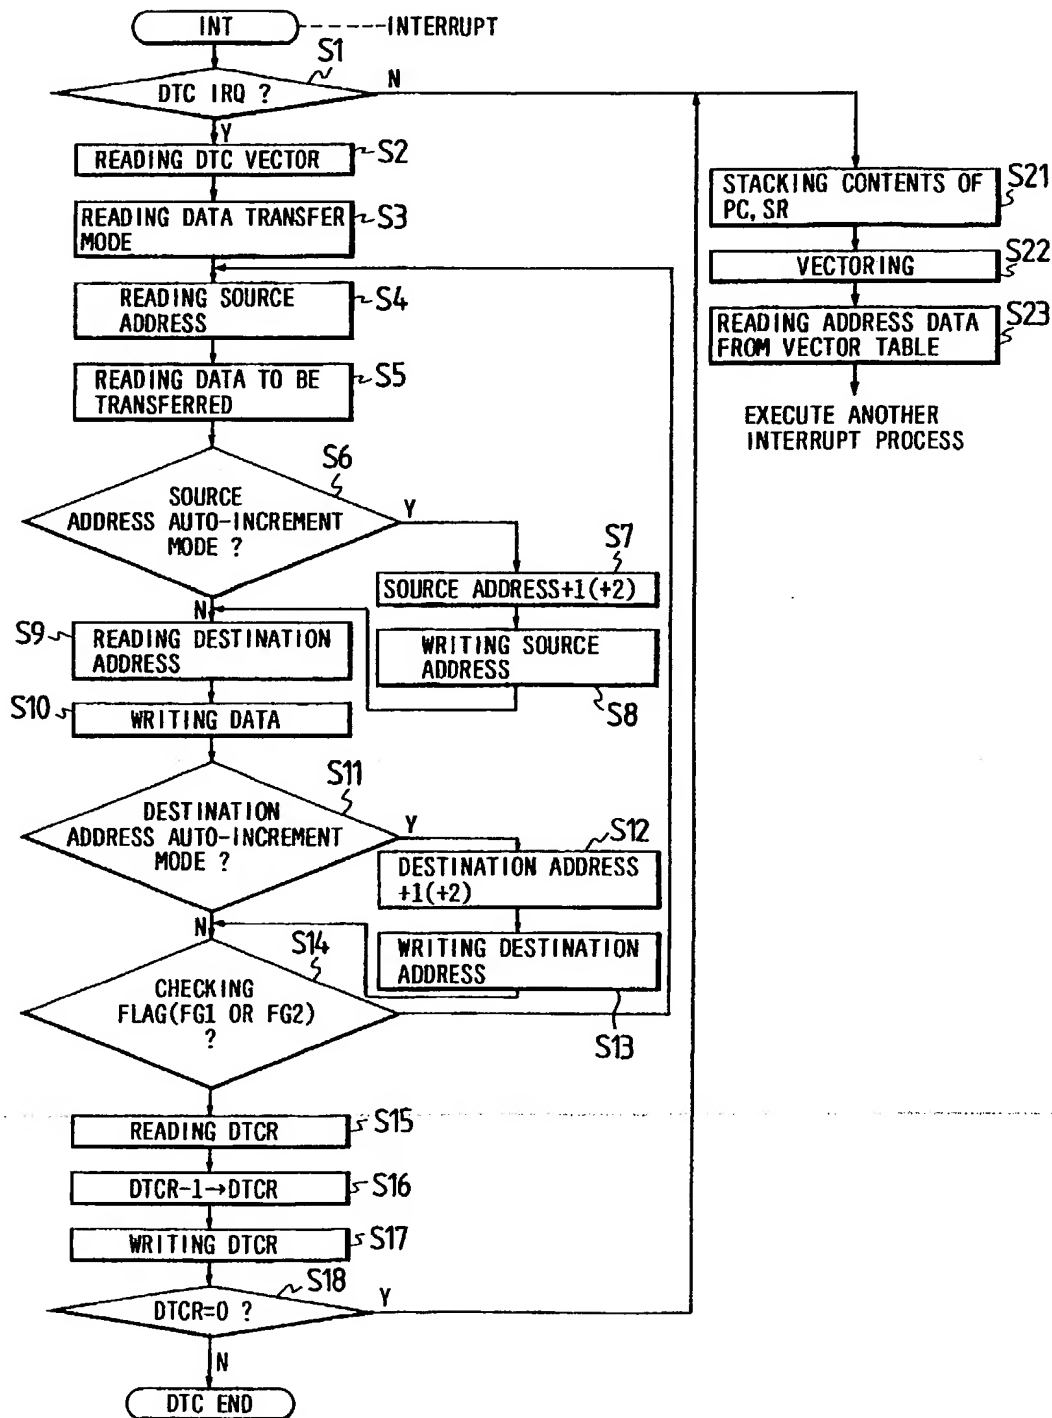 INT
INTERRUPT
S1
DTC IRQ ?
N
Y
READING DTC VECTOR
S2
READING DATA TRANSFER
MODE
S3
READING SOURCE
ADDRESS
S4
READING DATA TO BE
TRANSFERRED
S5
STACKING CONTENTS OF
PC, SR
S21
VECTORING
S22
READING ADDRESS DATA
FROM VECTOR TABLE
S23
EXECUTE ANOTHER
INTERRUPT PROCESS
S6
SOURCE
ADDRESS AUTO-INCREMENT
MODE ?
Y
N
S7
SOURCE ADDRESS+1(+2)
WRITING SOURCE
ADDRESS
S8
S9
READING DESTINATION
ADDRESS
S10
WRITING DATA
S11
DESTINATION
ADDRESS AUTO-INCREMENT
MODE ?
Y
N
S12
DESTINATION ADDRESS
+1(+2)
WRITING DESTINATION
ADDRESS
S13
S14
CHECKING
FLAG(FG1 OR FG2)
?
READING DTCR
S15
DTCR-1→DTCR
S16
WRITING DTCR
S17
S18
DTCR=0 ?
Y
N
DTC END